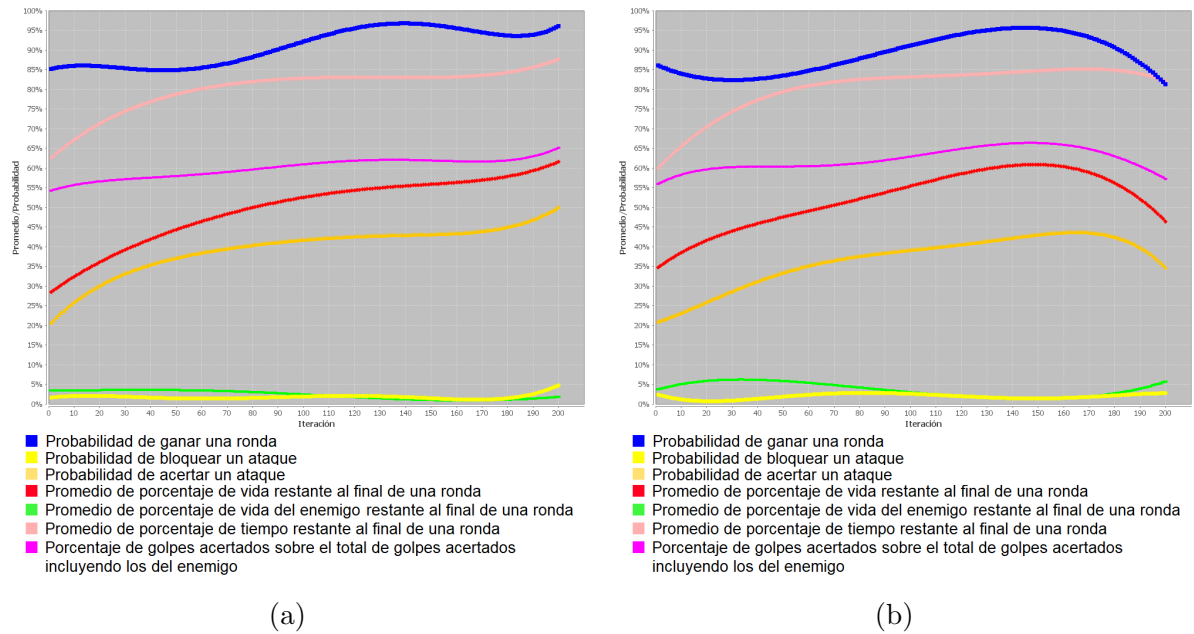 100%
95%
90%
85%
80%
75%
70%
65%
60%
55%
50%
45%
40%
35%
30%
25%
20%
15%
10%
5%
0%
Promedio/Probabilidad
0 10 20 30 40 50 60 70 80 90 100 110 120 130 140 150 160 170 180 190 200
Iteración
Probabilidad de ganar una ronda
Probabilidad de bloquear un ataque
Probabilidad de acertar un ataque
Promedio de porcentaje de vida restante al final de una ronda
Promedio de porcentaje de vida del enemigo restante al final de una ronda
Promedio de porcentaje de tiempo restante al final de una ronda
Porcentaje de golpes acertados sobre el total de golpes acertados
incluyendo los del enemigo
(a)
100%
95%
90%
85%
80%
75%
70%
65%
60%
55%
50%
45%
40%
35%
30%
25%
20%
15%
10%
5%
0%
Promedio/Probabilidad
0 10 20 30 40 50 60 70 80 90 100 110 120 130 140 150 160 170 180 190 200
Iteración
Probabilidad de ganar una ronda
Probabilidad de bloquear un ataque
Probabilidad de acertar un ataque
Promedio de porcentaje de vida restante al final de una ronda
Promedio de porcentaje de vida del enemigo restante al final de una ronda
Promedio de porcentaje de tiempo restante al final de una ronda
Porcentaje de golpes acertados sobre el total de golpes acertados
incluyendo los del enemigo
(b)